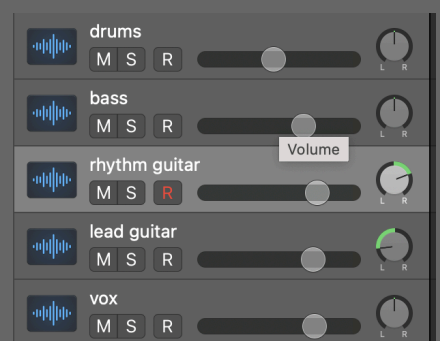 drums
M S R
L R
bass
M S R
L R
Volume
rhythm guitar
M S R
L R
lead guitar
M S R
L R
vox
M S R
L R